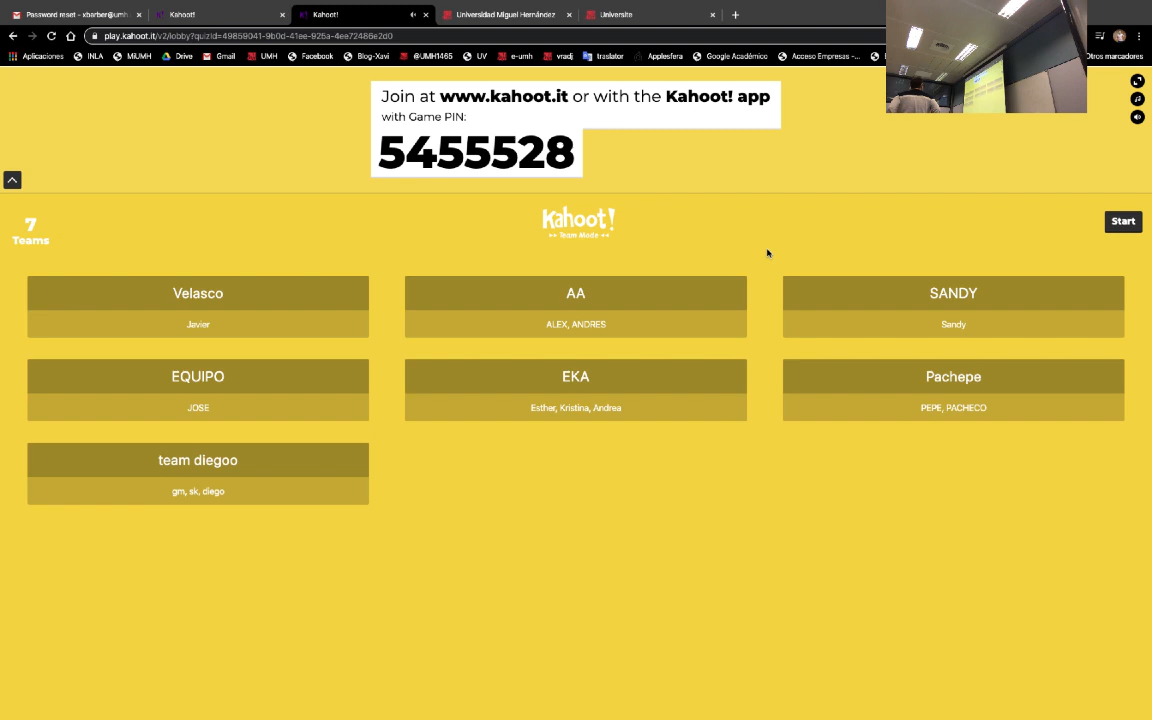 Password reset - xbarber@umh.
Kahoot!
Kahoot!
Universidad Miguel Hernández
Universite
play.kahoot.it/v2/lobby?quizId=49859041-9b0d-41ee-925a-4ee72486e2d0
Aplicaciones
INLA
MiUMH
Drive
Gmail
UMH
Facebook
Blog-Xavi
@UMH1465
UV
e-umh
vradj
traslator
Applesfera
Google Académico
Acceso Empresas -...
Otros marcadores
Join at www.kahoot.it or with the Kahoot! app
with Game PIN:
5455528
7
Teams
Kahoot!
Team Mode
Start
Velasco
Javier
AA
ALEX, ANDRES
SANDY
Sandy
EQUIPO
JOSE
EKA
Esther, Kristina, Andrea
Pachepe
PEPE, PACHECO
team diegoo
gm, sk, diego